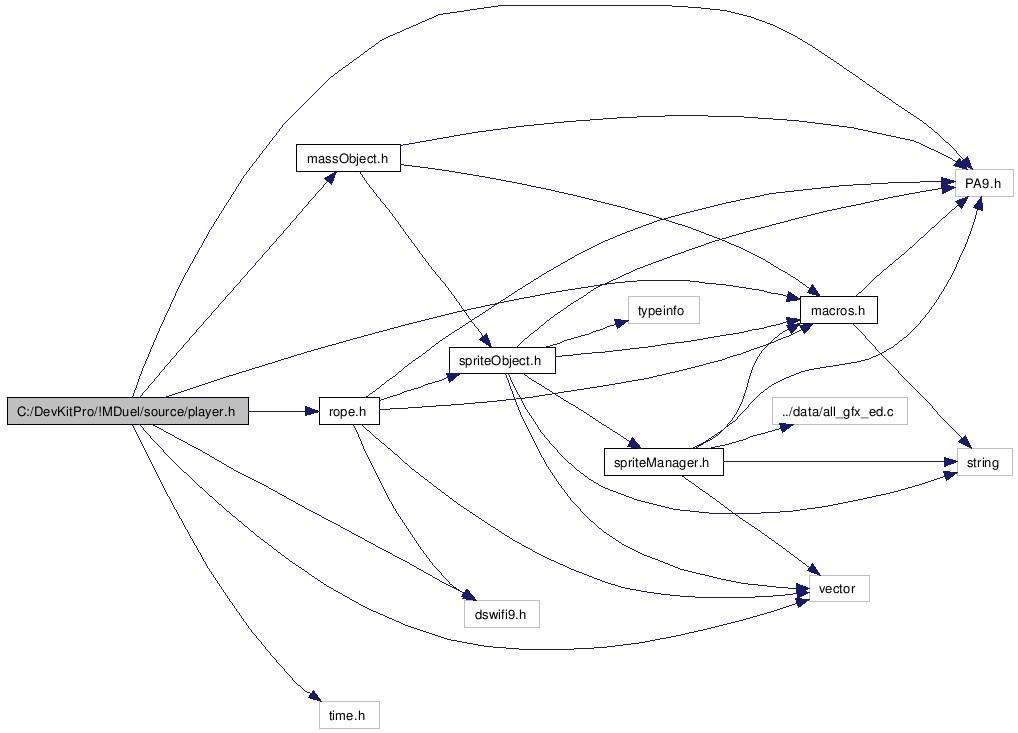 massObject.h
PA9.h
typeinfo
macros.h
spriteObject.h
C:/DevKitPro/!MDuel/source/player.h
rope.h
../data/all_gfx_ed.c
spriteManager.h
string
vector
dswifi9.h
time.h